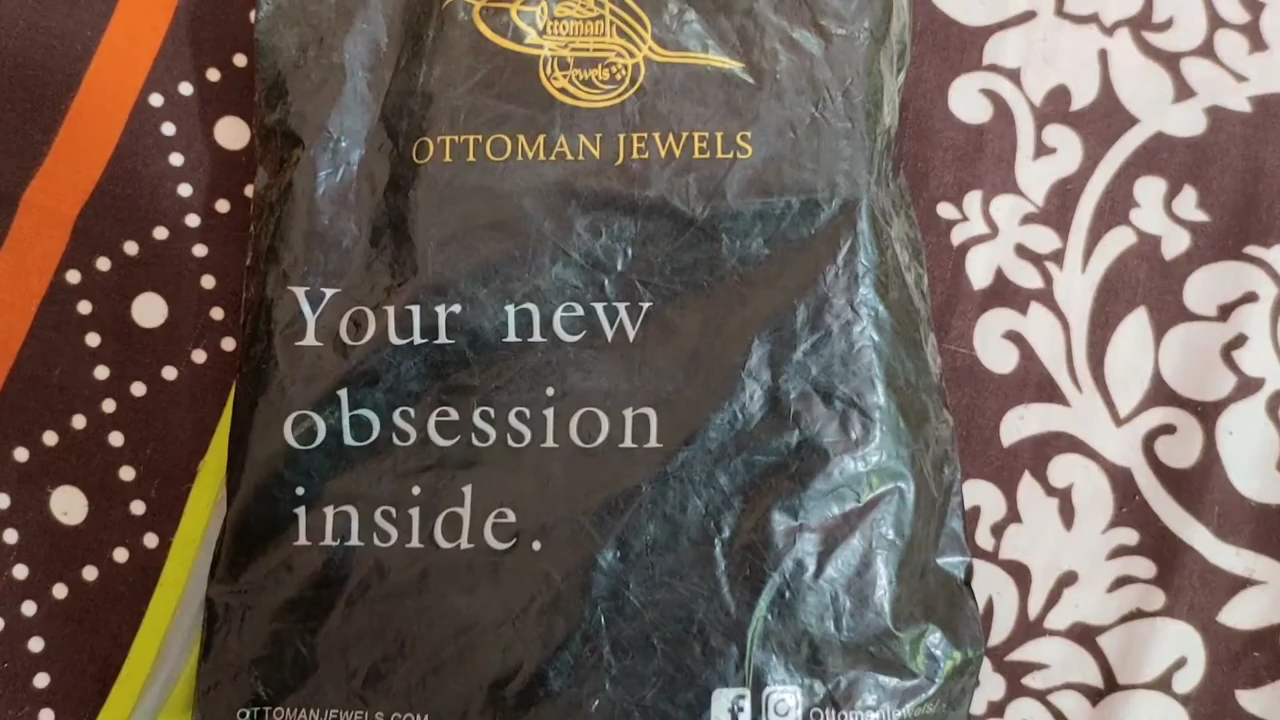 Ottoman
Jewels
OTTOMAN JEWELS
Your new
obsession
inside.
OTTOMANJEWELS.COM